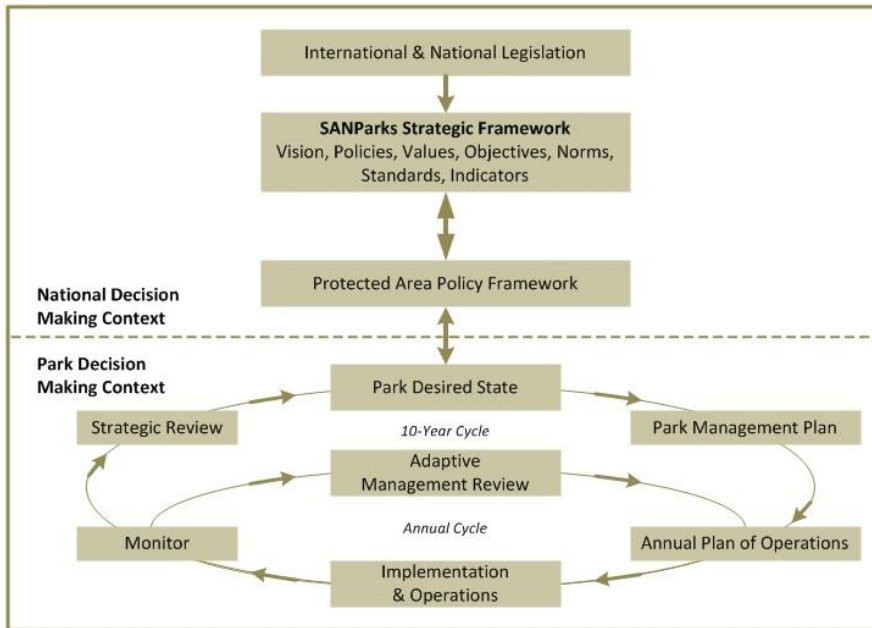 International & National Legislation
SANParks Strategic Framework
Vision, Policies, Values, Objectives, Norms,
Standards, Indicators
Protected Area Policy Framework
National Decision
Making Context
Park Decision
Making Context
Park Desired State
Strategic Review
10-Year Cycle
Park Management Plan
Adaptive
Management Review
Annual Cycle
Monitor
Annual Plan of Operations
Implementation
& Operations